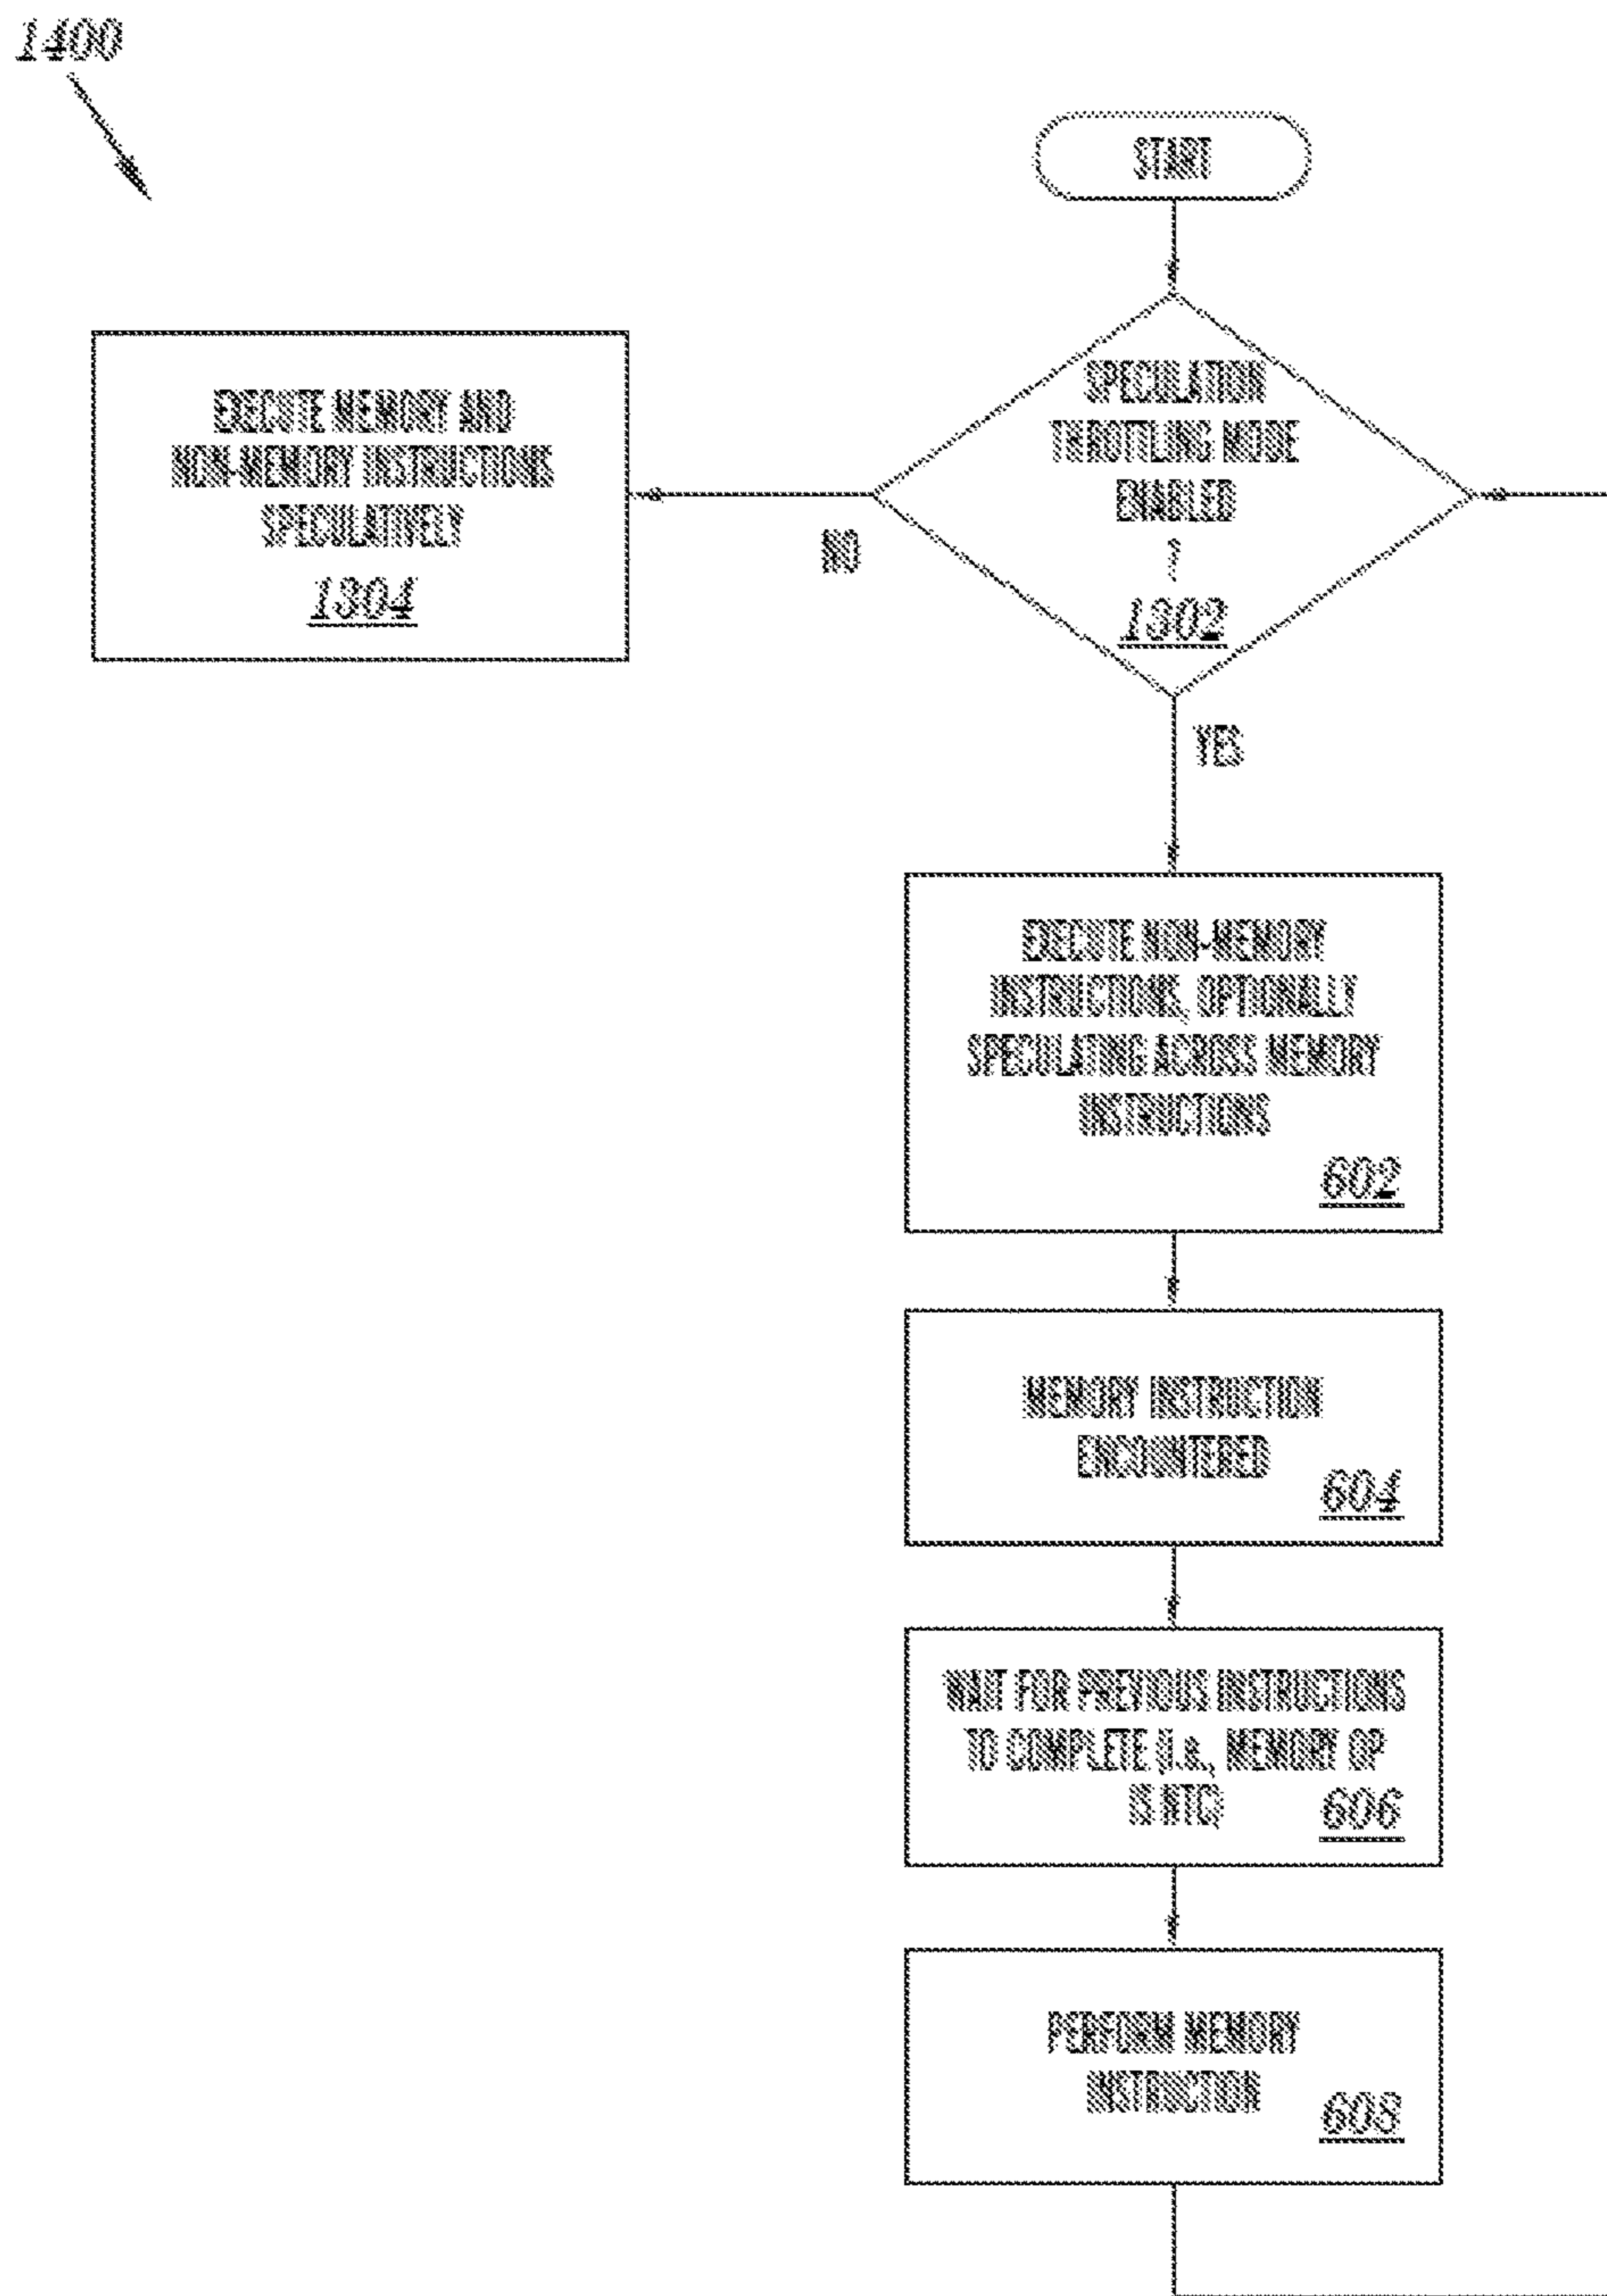 1400
START
SPECULATION
THROTTLING MODE
ENABLED
?
1302
EXECUTE MEMORY AND
NON-MEMORY INSTRUCTIONS
SPECULATIVELY
1304
NO
YES
EXECUTE NON-MEMORY
INSTRUCTIONS, OPTIONALLY
SPECULATING ACROSS MEMORY
INSTRUCTIONS
602
MEMORY INSTRUCTION
ENCOUNTERED
604
WAIT FOR PREVIOUS INSTRUCTIONS
TO COMPLETE (i.e., MEMORY OP
IS NTC)
606
PERFORM MEMORY
INSTRUCTION
608